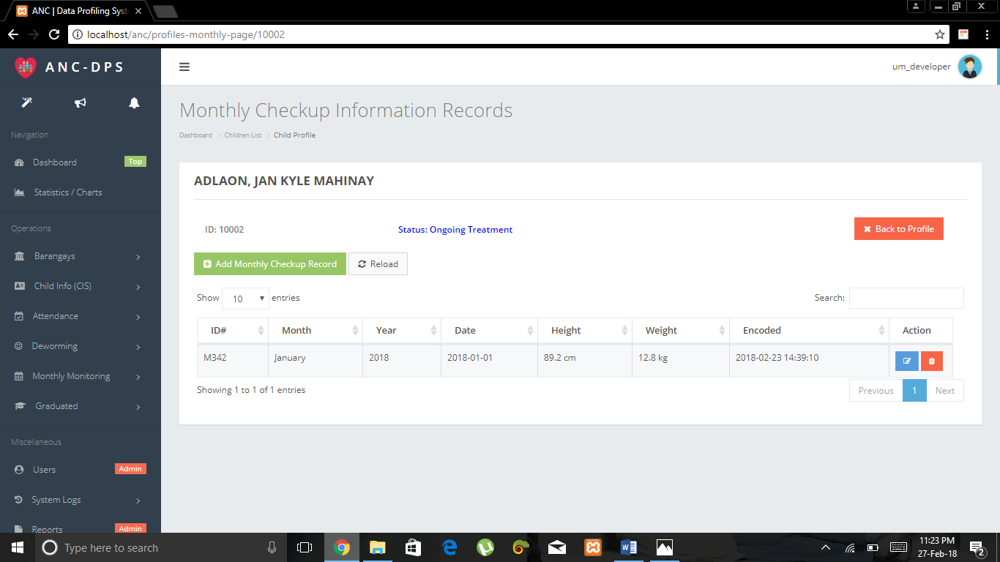 ANC | Data Profiling Syst
localhost/anc/profiles-monthly-page/10002
ANC-DPS
um_developer
Navigation
Dashboard Top
Statistics / Charts
Operations
Barangays
Child Info (CIS)
Attendance
Deworming
Monthly Monitoring
Graduated
Miscellaneous
Users Admin
System Logs
Reports Admin
Monthly Checkup Information Records
Dashboard > Children List > Child Profile
ADLAON, JAN KYLE MAHINAY
ID: 10002 Status: Ongoing Treatment Back to Profile
Add Monthly Checkup Record Reload
Show 10 entries Search:
ID# Month Year Date Height Weight Encoded Action
M342 January 2018 2018-01-01 89.2 cm 12.8 kg 2018-02-23 14:39:10
Showing 1 to 1 of 1 entries Previous 1 Next
Type here to search
11:23 PM
27-Feb-18
2